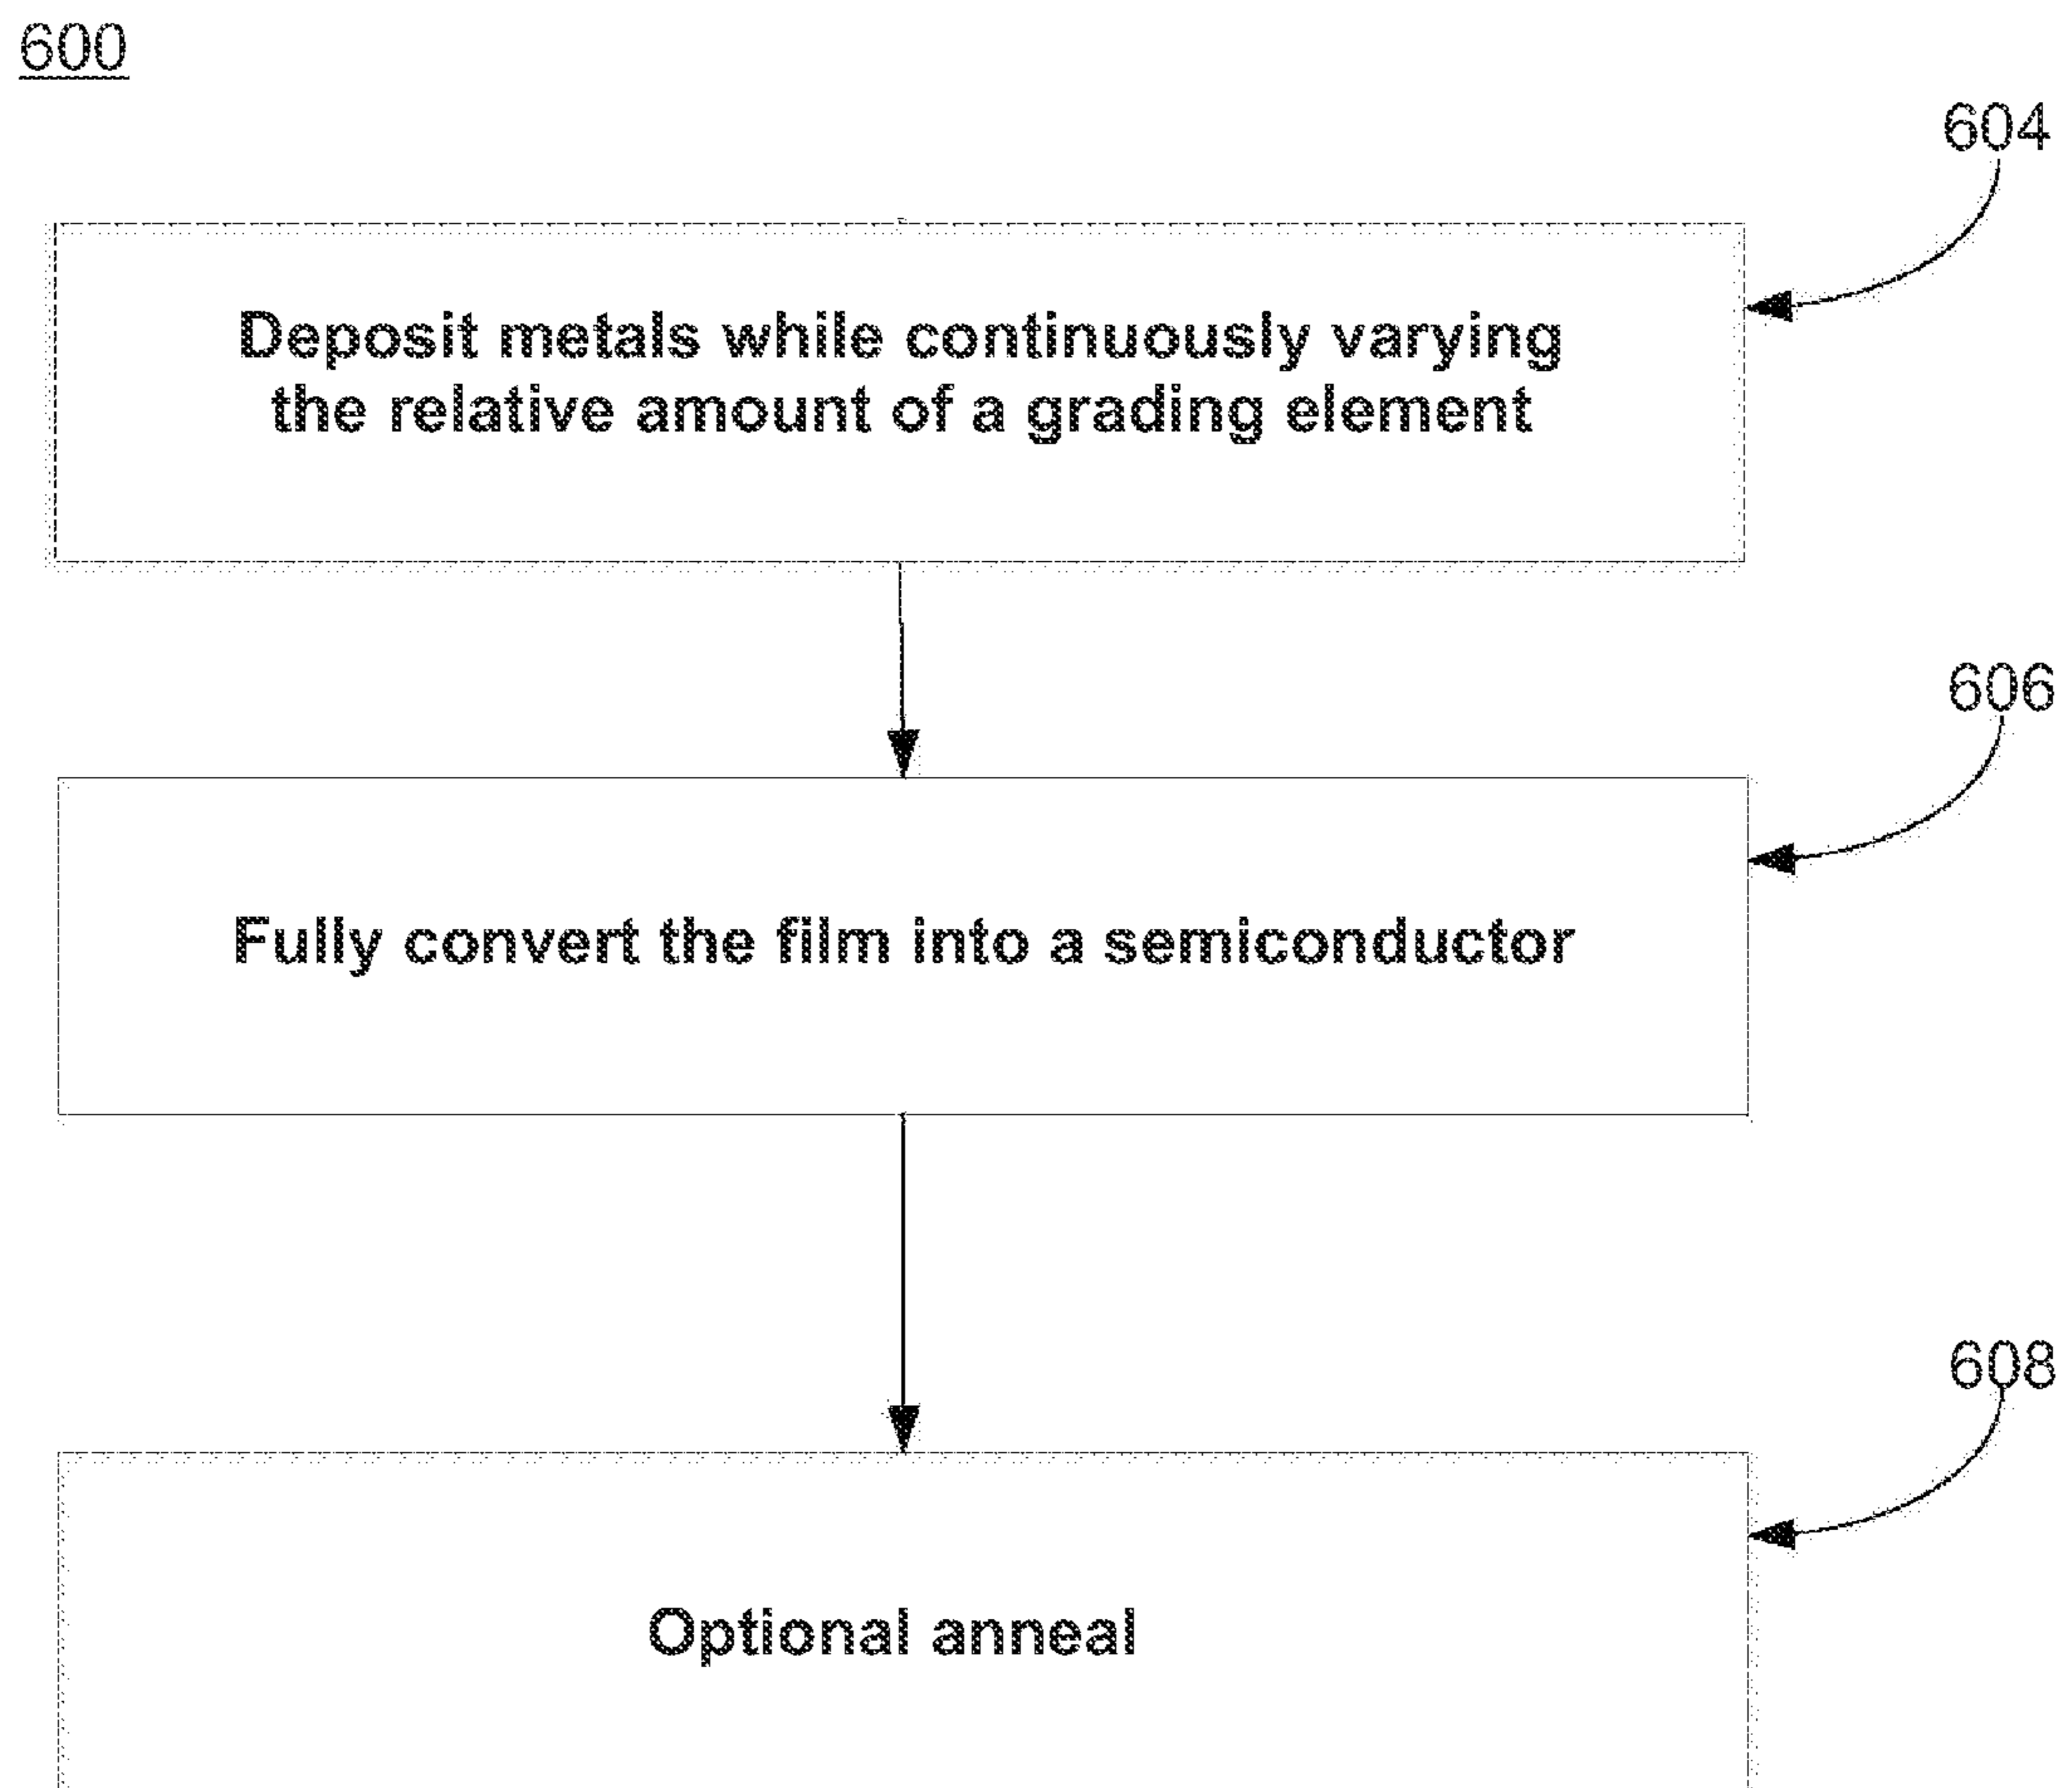 600
604
Deposit metals while continuously varying
the relative amount of a grading element
606
Fully convert the film into a semiconductor
608
Optional anneal